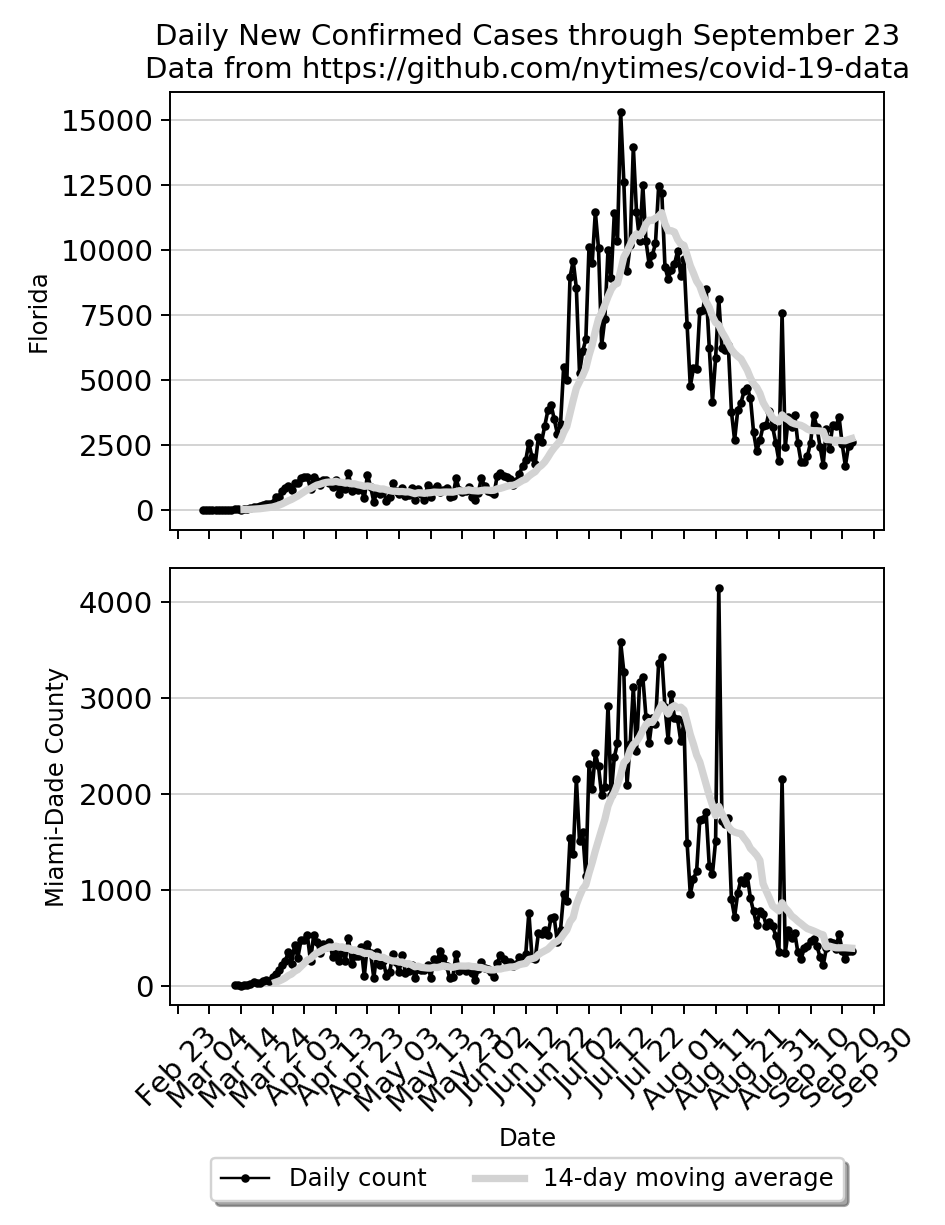 Daily New Confirmed Cases through September 23
Data from https://github.com/nytimes/covid-19-data
15000
12500
10000
7500
5000
2500
0
Florida
4000
3000
2000
1000
0
Miami-Dade County
Feb 23
Mar 04
Mar 14
Mar 24
Apr 03
Apr 13
Apr 23
May 03
May 13
May 23
Jun 02
Jun 12
Jun 22
Jul 02
Jul 12
Jul 22
Aug 01
Aug 11
Aug 21
Aug 31
Sep 10
Sep 20
Sep 30
Date
Daily count
14-day moving average